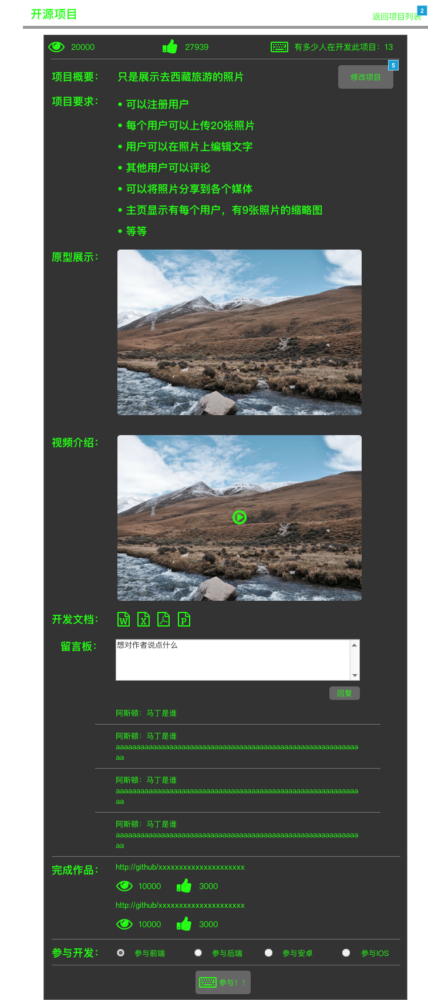 开源项目
返回项目列表
2
20000
27939
有多少人在开发此项目：13
5
项目概要：
只是展示去西藏旅游的照片
修改项目
项目要求：
• 可以注册用户
• 每个用户可以上传20张照片
• 用户可以在照片上编辑文字
• 其他用户可以评论
• 可以将照片分享到各个媒体
• 主页显示有每个用户，有9张照片的缩略图
• 等等
原型展示：
视频介绍：
开发文档：
W X P
留言板：
想对作者说点什么
回复
阿斯顿：马丁是谁
阿斯顿：马丁是谁
aaaaaaaaaaaaaaaaaaaaaaaaaaaaaaaaaaaaaaaaaaaaaaaaaaaaaaaaaaa
aa
阿斯顿：马丁是谁
aaaaaaaaaaaaaaaaaaaaaaaaaaaaaaaaaaaaaaaaaaaaaaaaaaaaaaaaaaa
aa
阿斯顿：马丁是谁
aaaaaaaaaaaaaaaaaaaaaaaaaaaaaaaaaaaaaaaaaaaaaaaaaaaaaaaaaaa
aa
完成作品：
http://github/xxxxxxxxxxxxxxxxxxxxx
10000
3000
http://github/xxxxxxxxxxxxxxxxxxxxx
10000
3000
参与开发：
参与前端
参与后端
参与安卓
参与IOS
参与！！